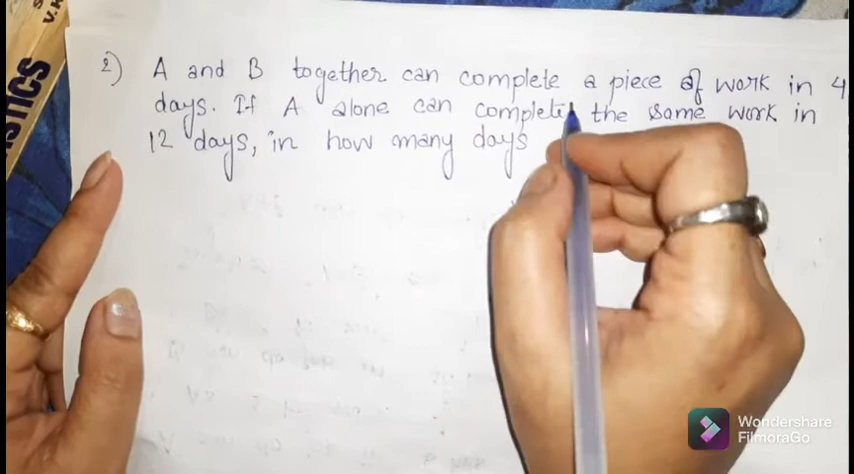 STICS
V.K
2) A and B together can complete a piece of work in 4
days. If A alone can complete the same work in
12 days, in how many days
Wondershare
FilmoraGo